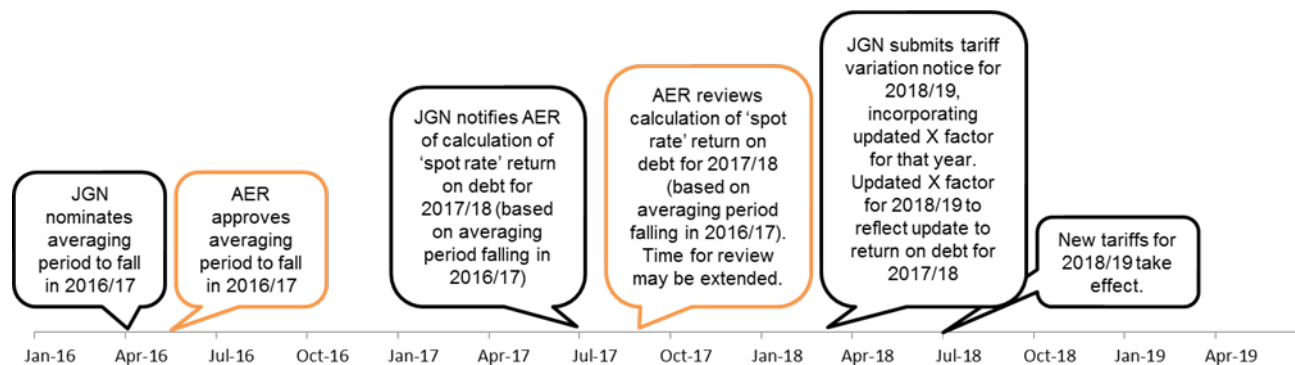 JGN
nominates
averaging
period to fall
in 2016/17
AER
approves
averaging
period to fall
in 2016/17
JGN notifies AER
of calculation of
‘spot rate’ return
on debt for
2017/18 (based
on averaging
period falling in
2016/17)
AER reviews
calculation of ‘spot
rate’ return on
debt for 2017/18
(based on
averaging period
falling in 2016/17).
Time for review
may be extended.
JGN submits tariff
variation notice for
2018/19,
incorporating
updated X factor
for that year.
Updated X factor
for 2018/19 to
reflect update to
return on debt for
2017/18
New tariffs for
2018/19 take
effect.
Jan-16 Apr-16 Jul-16 Oct-16 Jan-17 Apr-17 Jul-17 Oct-17 Jan-18 Apr-18 Jul-18 Oct-18 Jan-19 Apr-19